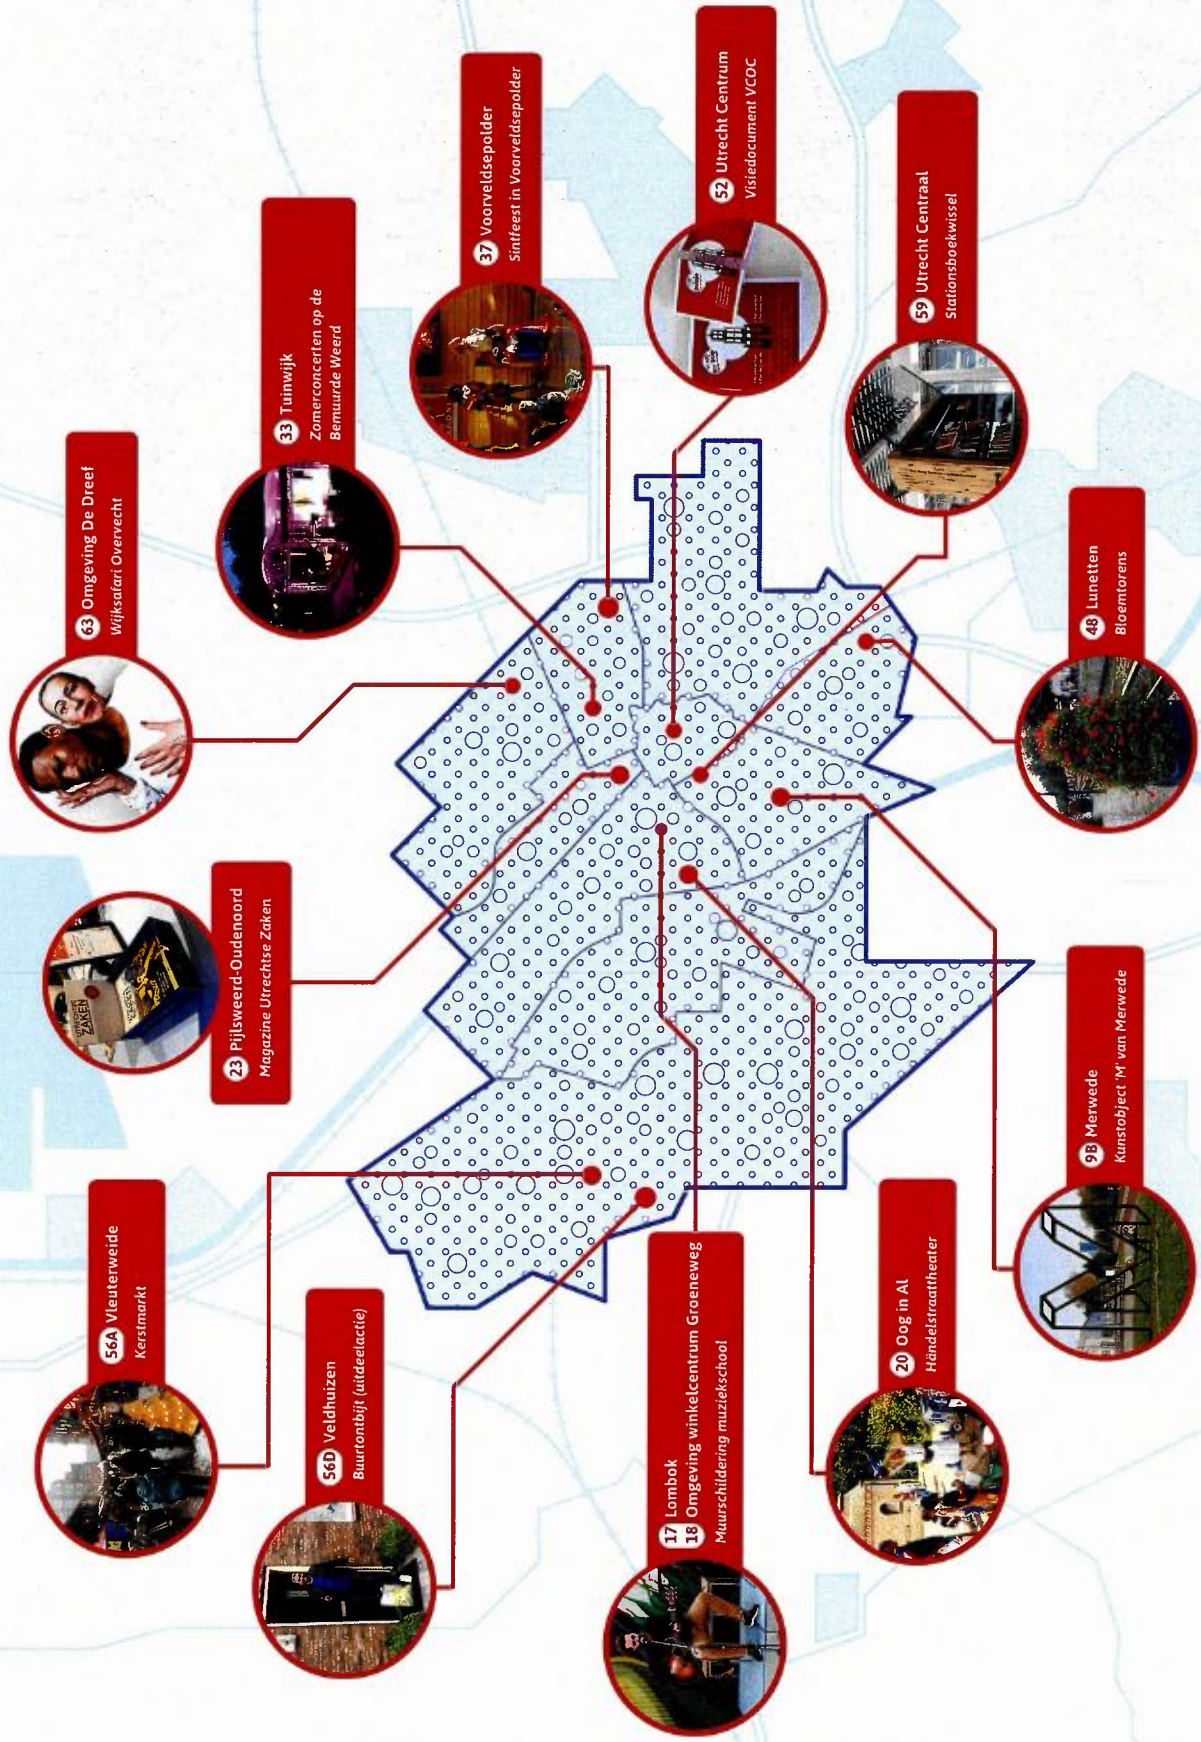 56A Vleuterweide
Kerstmarkt
56D Veldhuizen
Buurtontbijt (uitdeelactie)
23 Pijlsweerd-Oudenoord
Magazine Utrechtse Zaken
63 Omgeving De Dreef
Wijksafari Overvecht
33 Tuinwijk
Zomerconcerten op de
Bemuurde Weerd
37 Voorveldsepolder
Sintfeest in Voorveldsepolder
52 Utrecht Centrum
Visiedocument VCOC
59 Utrecht Centraal
Stationsboekwissel
48 Lunetten
Bloemtorens
9B Merwede
Kunstobject 'M' van Merwede
20 Oog in Al
Händelstraattheater
17 Lombok
18 Omgeving winkelcentrum Groeneweg
Muurschildering muziekschool
UTRECHTSE
ZAKEN